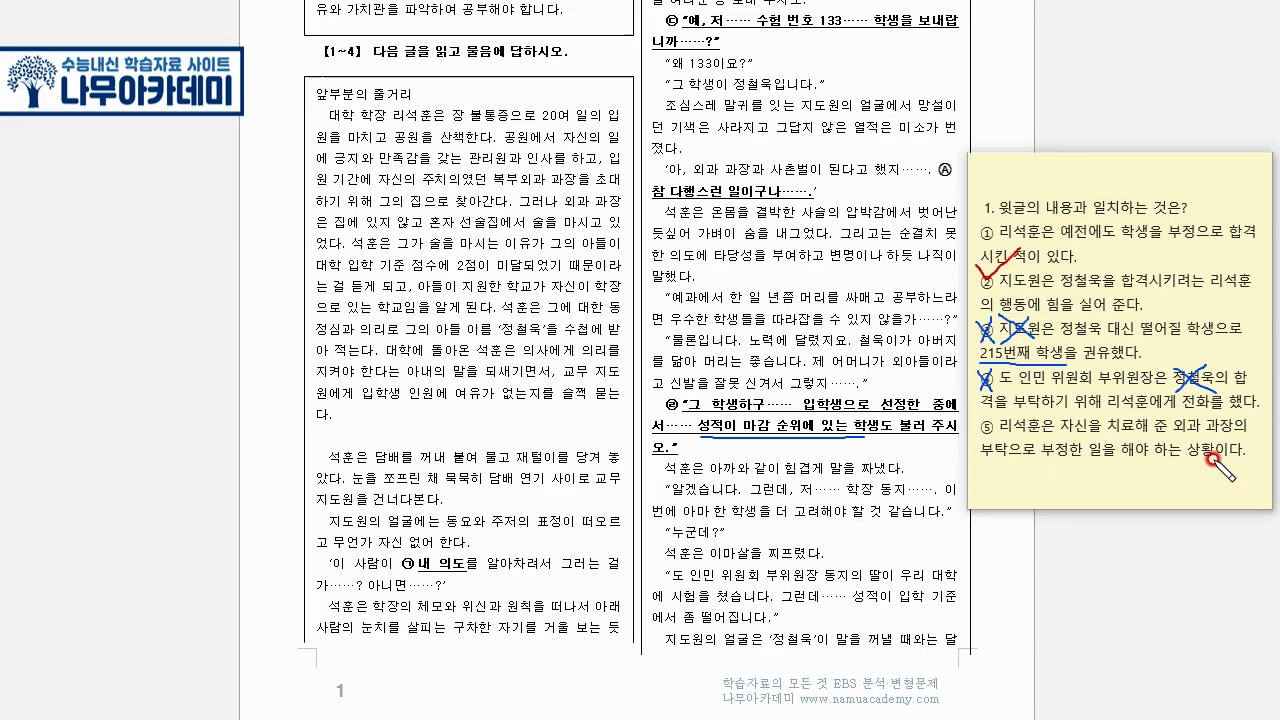 유와 가치관을 파악하여 공부해야 합니다.
【1~4】 다음 글을 읽고 물음에 답하시오.
수능내신 학습자료 사이트
나무아카데미
앞부분의 줄거리
대학 학장 리석훈은 장 불통증으로 20여 일의 입
원을 마치고 공원을 산책한다. 공원에서 자신의 일
에 긍지와 만족감을 갖는 관리원과 인사를 하고, 입
원 기간에 자신의 주치의였던 복부외과 과장을 초대
하기 위해 그의 집으로 찾아간다. 그러나 외과 과장
은 집에 있지 않고 혼자 선술집에서 술을 마시고 있
었다. 석훈은 그가 술을 마시는 이유가 그의 아들이
대학 입학 기준 점수에 2점이 미달되었기 때문이라
는 걸 듣게 되고, 아들이 지원한 학교가 자신이 학장
으로 있는 학교임을 알게 된다. 석훈은 그에 대한 동
정심과 의리로 그의 아들 이름 ‘정철욱’을 수첩에 받
아 적는다. 대학에 돌아온 석훈은 의사에게 의리를
지켜야 한다는 아내의 말을 되새기면서, 교무 지도
원에게 입학생 인원에 여유가 없는지를 슬쩍 묻는
다.
석훈은 담배를 꺼내 붙여 물고 재털이를 당겨 놓
았다. 눈을 쪼프린 채 묵묵히 담배 연기 사이로 교무
지도원을 건너다본다.
지도원의 얼굴에는 동요와 주저의 표정이 떠오르
고 무언가 자신 없어 한다.
‘이 사람이 ㉠내 의도를 알아차려서 그러는 걸
가……? 아니면……?’
석훈은 학장의 체모와 위신과 원칙을 떠나서 아래
사람의 눈치를 살피는 구차한 자기를 거울 보는 듯
㉢“예, 저…… 수험 번호 133…… 학생을 보내랍
니까……?”
“왜 133이요?”
“그 학생이 정철욱입니다.”
조심스레 말귀를 잇는 지도원의 얼굴에서 망설이
던 기색은 사라지고 그답지 않은 열적은 미소가 번
졌다.
‘아, 외과 과장과 사촌벌이 된다고 했지……. Ⓐ
참 다행스런 일이구나…….’
석훈은 온몸을 결박한 사슬의 압박감에서 벗어난
듯싶어 가벼이 숨을 내그었다. 그리고는 순결치 못
한 의도에 타당성을 부여하고 변명이나 하듯 나직이
말했다.
“예과에서 한 일 년쯤 머리를 싸매고 공부하느라
면 우수한 학생들을 따라잡을 수 있지 않을가……?”
“물론입니다. 노력에 달렸지요. 철욱이가 아버지
를 닮아 머리는 좋습니다. 제 어머니가 외아들이라
고 신발을 잘못 신겨서 그렇지…….”
㉣“그 학생하구…… 입학생으로 선정한 중에
서…… 성적이 마감 순위에 있는 학생도 불러 주시
오.”
석훈은 아까와 같이 힘겹게 말을 짜냈다.
“알겠습니다. 그런데, 저…… 학장 동지……. 이
번에 아마 한 학생을 더 고려해야 할 것 같습니다.”
“누군데?”
석훈은 이마살을 찌프렸다.
“도 인민 위원회 부위원장 동지의 딸이 우리 대학
에 시험을 쳤습니다. 그런데…… 성적이 입학 기준
에서 좀 떨어집니다.”
지도원의 얼굴은 ‘정철욱’이 말을 꺼낼 때와는 달
1. 윗글의 내용과 일치하는 것은?
① 리석훈은 예전에도 학생을 부정으로 합격
시킨 적이 있다.
② 지도원은 정철욱을 합격시키려는 리석훈
의 행동에 힘을 실어 준다.
③ 지도원은 정철욱 대신 떨어질 학생으로
215번째 학생을 권유했다.
④ 도 인민 위원회 부위원장은 정철욱의 합
격을 부탁하기 위해 리석훈에게 전화를 했다.
⑤ 리석훈은 자신을 치료해 준 외과 과장의
부탁으로 부정한 일을 해야 하는 상황이다.
1
학습자료의 모든 것 EBS 분석·변형문제
나무아카데미 www.namuacademy.com